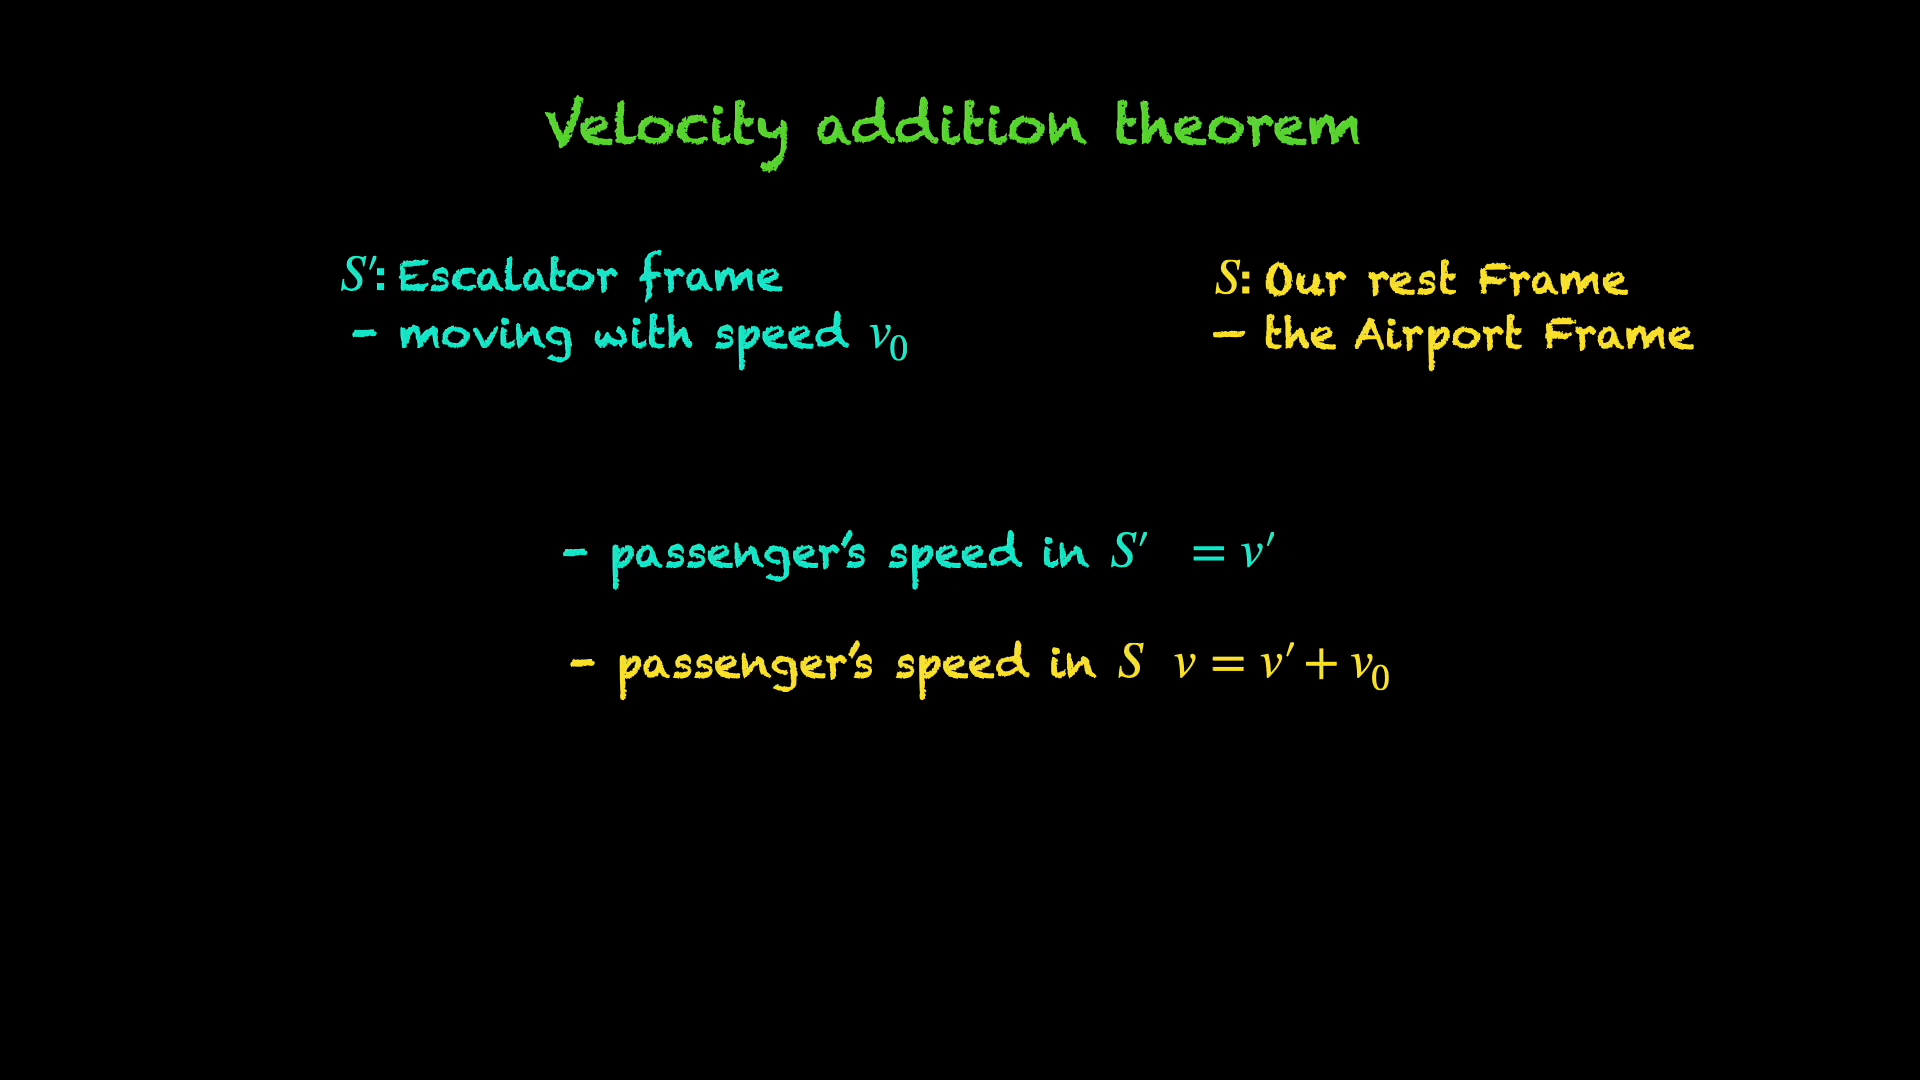 Velocity addition theorem
S′: Escalator frame
- moving with speed v₀
S: Our rest Frame
– the Airport Frame
- passenger's speed in S′ = v′
- passenger's speed in S v = v′ + v₀